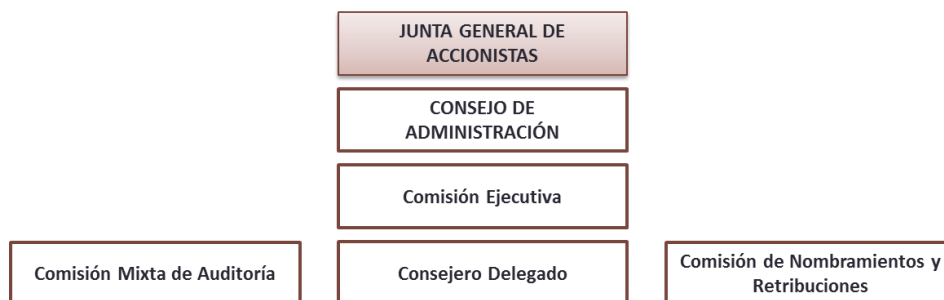 JUNTA GENERAL DE
ACCIONISTAS
CONSEJO DE
ADMINISTRACIÓN
Comisión Ejecutiva
Comisión Mixta de Auditoría
Consejero Delegado
Comisión de Nombramientos y
Retribuciones